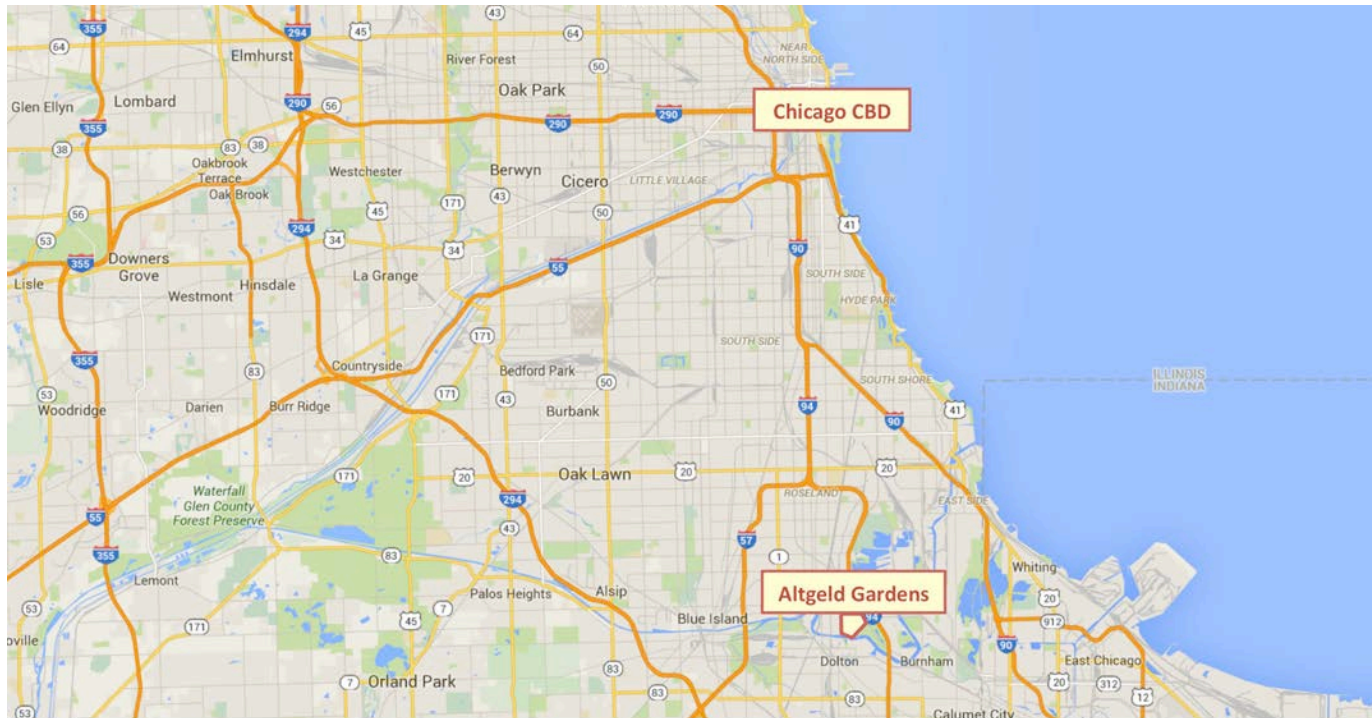 355
294
45
43
41
64
Elmhurst
River Forest
64
NEAR
NORTH SIDE
50
Oak Park
Glen Ellyn
Lombard
290
56
290
290
Chicago CBD
355
38
83
38
Oakbrook
Terrace
Oak Brook
Westchester
Berwyn
Cicero
LITTLE VILLAGE
171
43
50
45
56
53
294
34
34
41
90
355
Downers
Grove
Lisle
Hinsdale
La Grange
55
SOUTH SIDE
Westmont
HYDE PARK
171
SOUTH SIDE
355
Countryside
83
Bedford Park
50
SOUTH SHORE
ILLINOIS
INDIANA
53
171
43
Woodridge
Darien
Burr Ridge
Burbank
94
90
41
171
20
Oak Lawn
20
20
Waterfall
Glen County
Forest Preserve
294
ROSELAND
EAST SIDE
55
43
57
355
83
1
Lemont
Palos Heights
Alsip
Altgeld Gardens
Whiting
20
53
7
45
Blue Island
94
912
oville
171
90
Dolton
Burnham
East Chicago
7
Orland Park
83
83
83
20
312
12
53
Calumet City